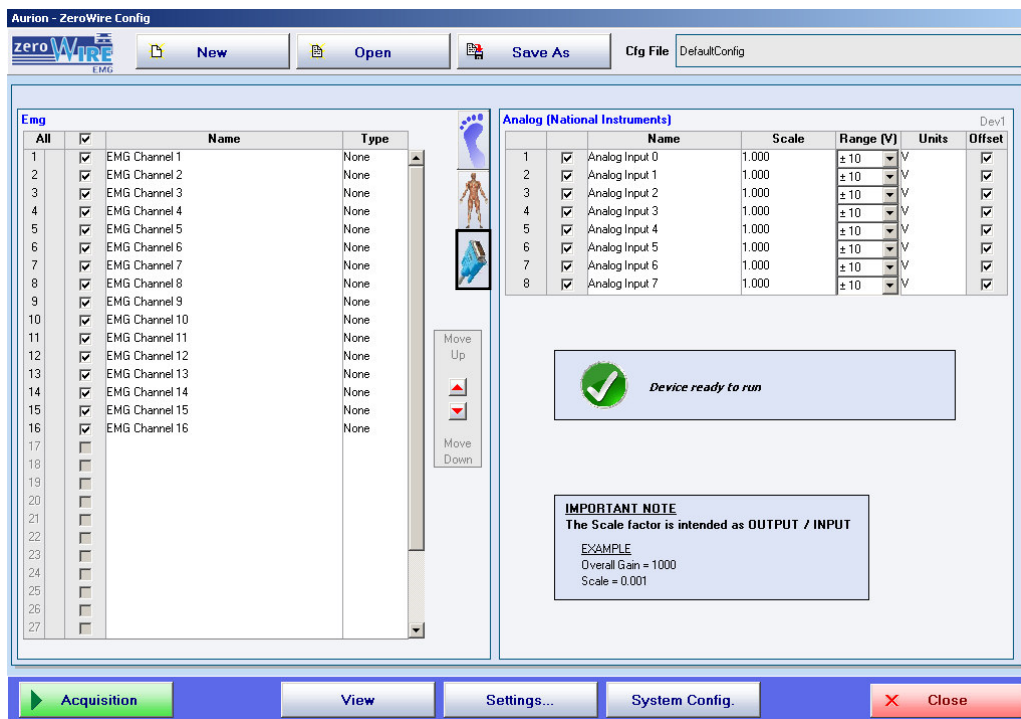 Aurion - ZeroWire Config
zero WIRE EMG
New
Open
Save As
Cfg File DefaultConfig
Emg
All Name Type
1 EMG Channel 1 None
2 EMG Channel 2 None
3 EMG Channel 3 None
4 EMG Channel 4 None
5 EMG Channel 5 None
6 EMG Channel 6 None
7 EMG Channel 7 None
8 EMG Channel 8 None
9 EMG Channel 9 None
10 EMG Channel 10 None
11 EMG Channel 11 None
12 EMG Channel 12 None
13 EMG Channel 13 None
14 EMG Channel 14 None
15 EMG Channel 15 None
16 EMG Channel 16 None
17
18
19
20
21
22
23
24
25
26
27
Move
Up
Move
Down
Analog (National Instruments) Dev1
Name Scale Range (V) Units Offset
1 Analog Input 0 1.000 ± 10 V
2 Analog Input 1 1.000 ± 10 V
3 Analog Input 2 1.000 ± 10 V
4 Analog Input 3 1.000 ± 10 V
5 Analog Input 4 1.000 ± 10 V
6 Analog Input 5 1.000 ± 10 V
7 Analog Input 6 1.000 ± 10 V
8 Analog Input 7 1.000 ± 10 V
Device ready to run
IMPORTANT NOTE
The Scale factor is intended as OUTPUT / INPUT
EXAMPLE
Overall Gain = 1000
Scale = 0.001
Acquisition
View
Settings...
System Config.
Close